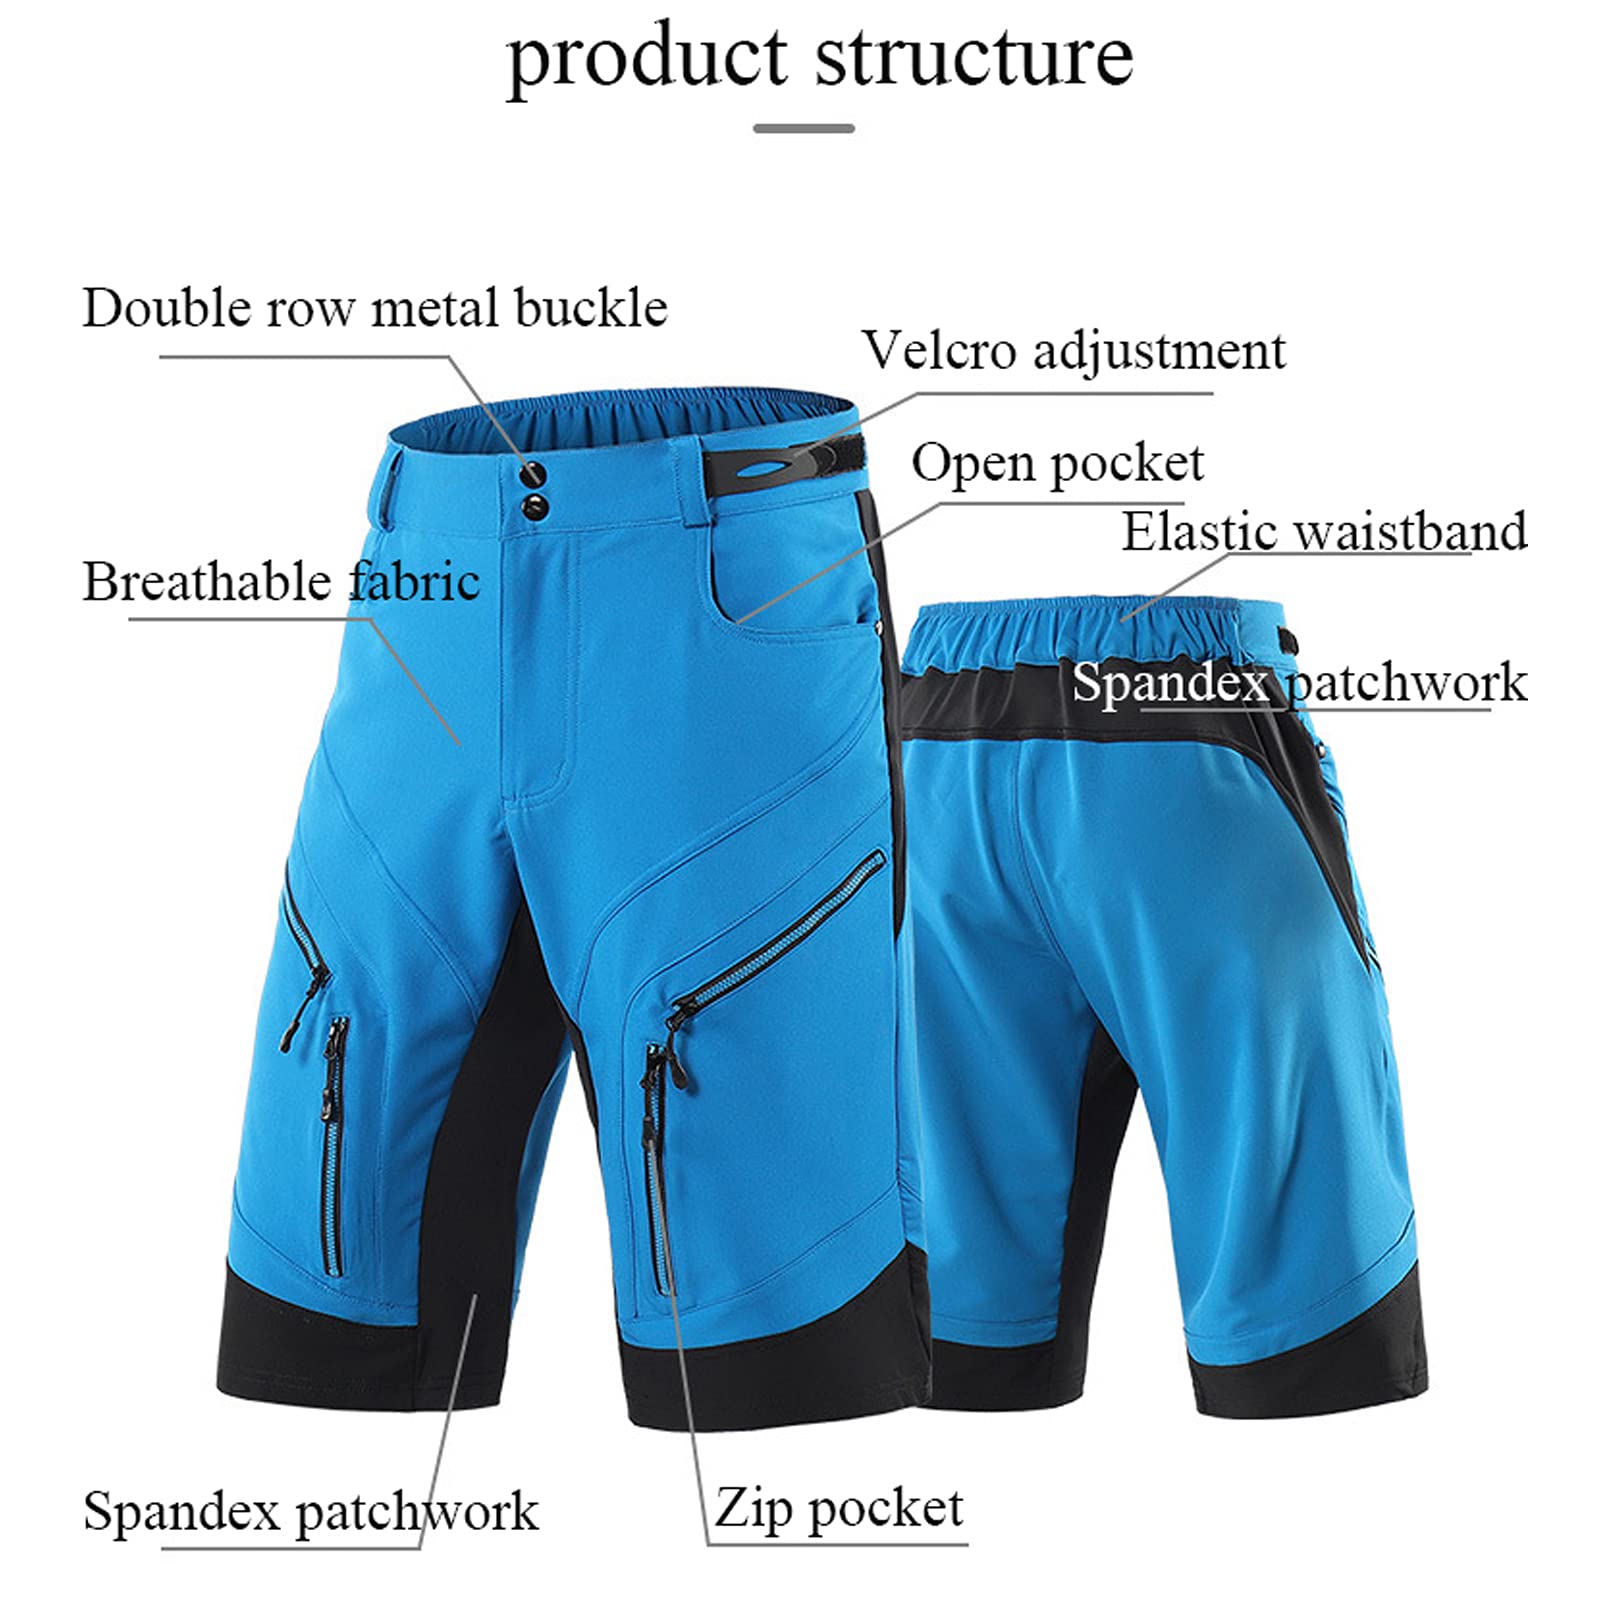 product structure
Double row metal buckle
Velcro adjustment
Open pocket
Elastic waistband
Breathable fabric
Spandex patchwork
Spandex patchwork
Zip pocket